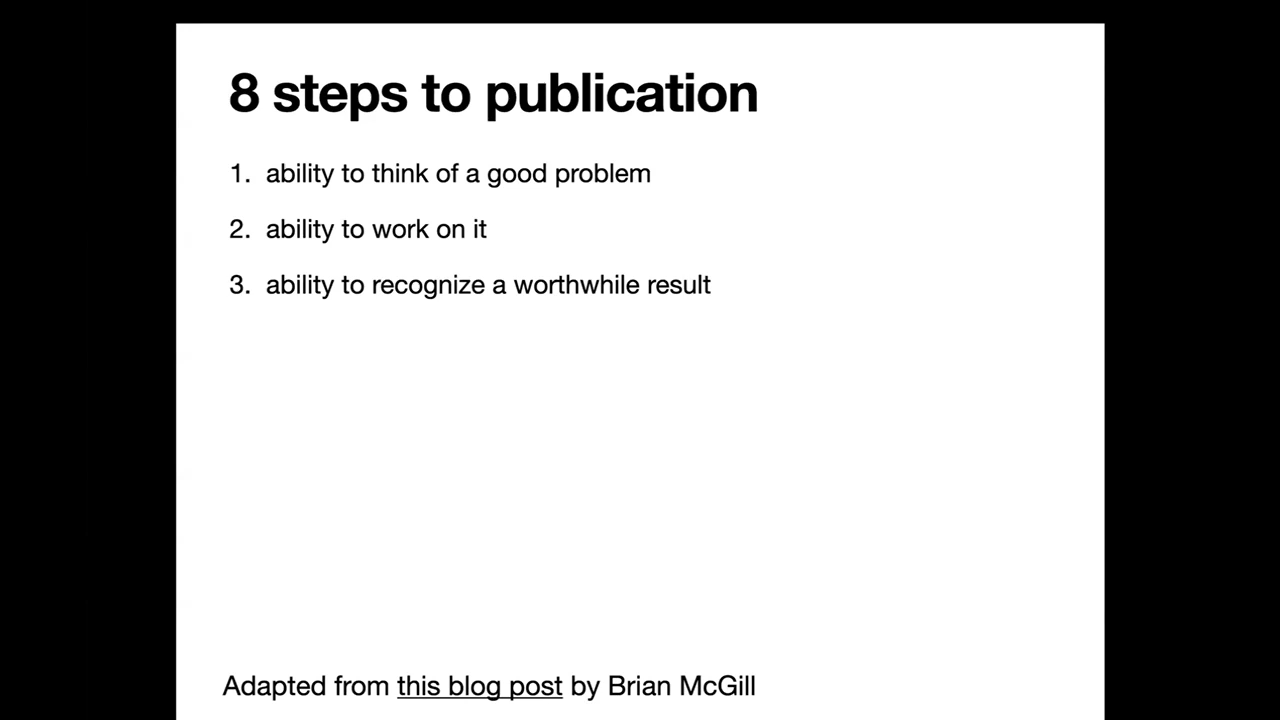 8 steps to publication
1. ability to think of a good problem
2. ability to work on it
3. ability to recognize a worthwhile result
Adapted from this blog post by Brian McGill